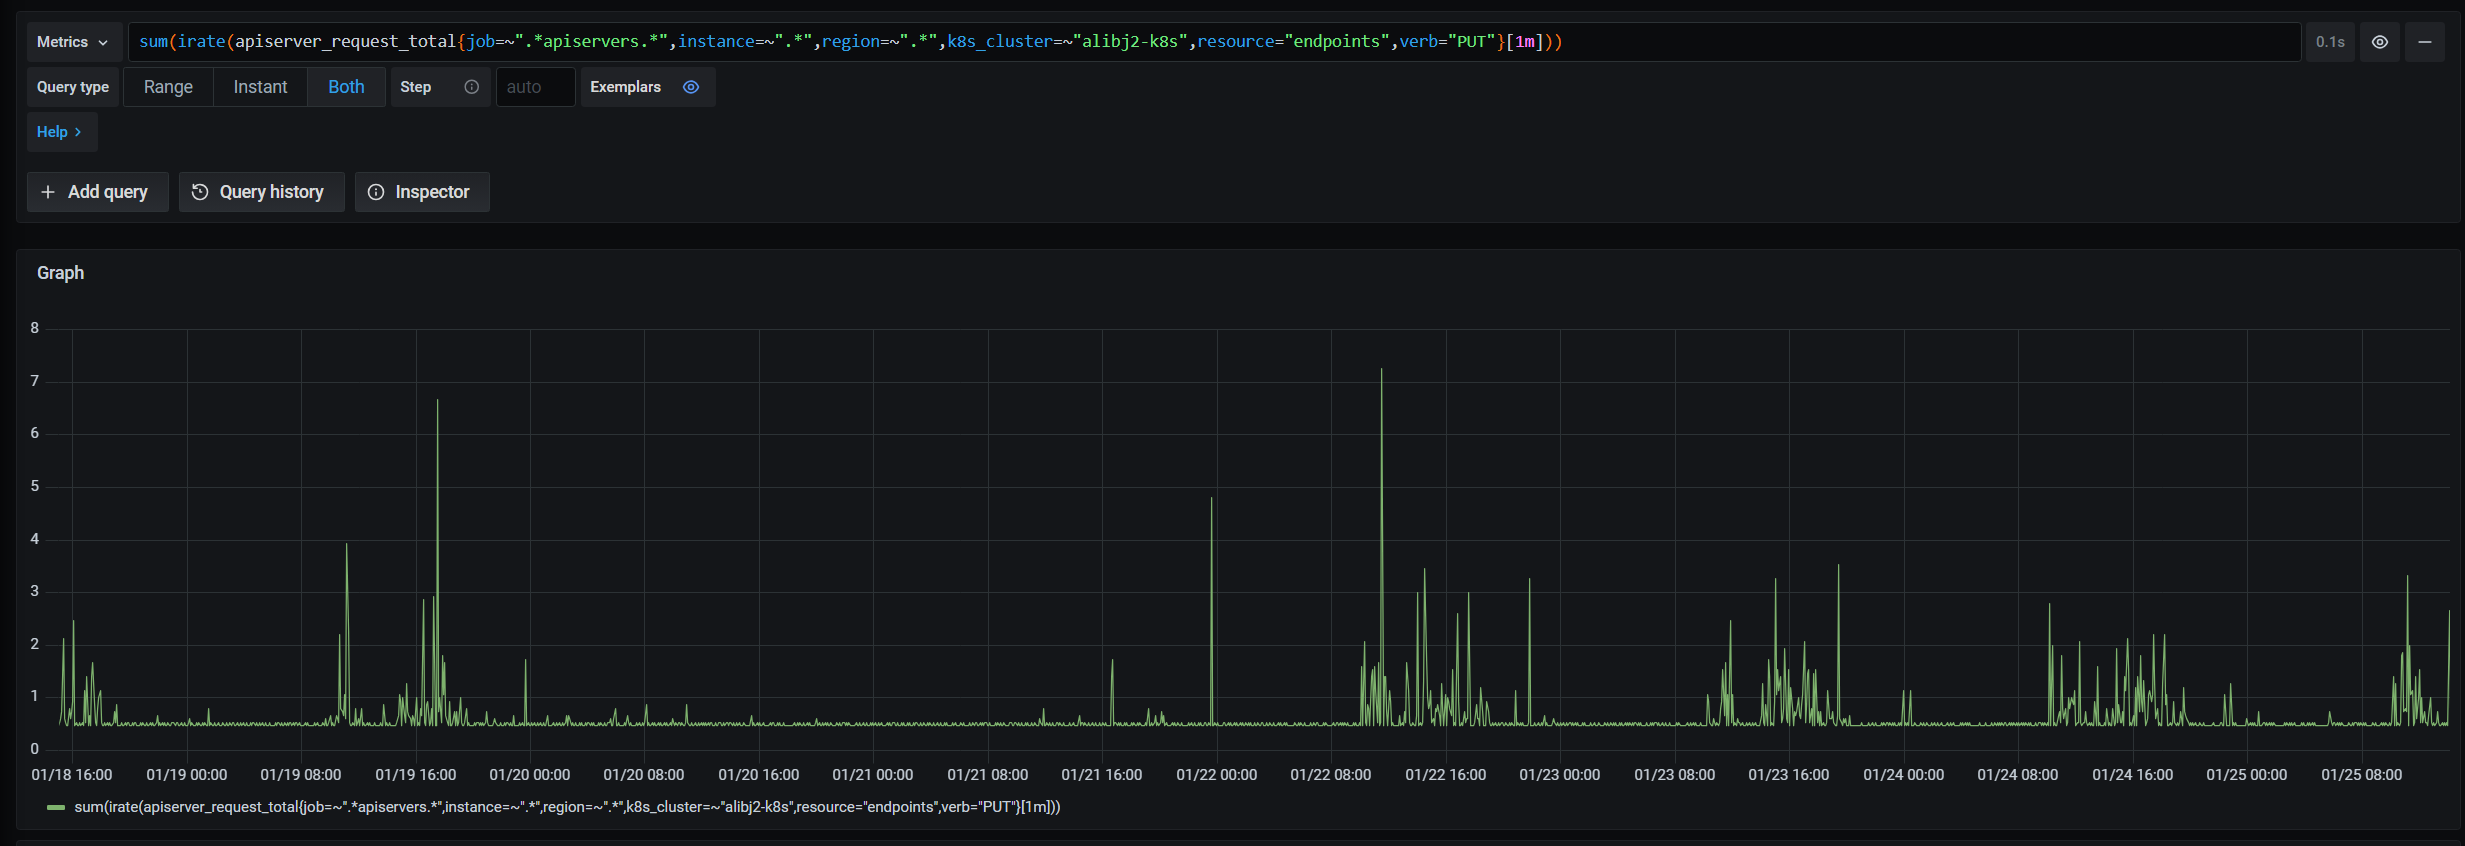 Metrics sum(irate(apiserver_request_total{job=~".*apiservers.*",instance=~".*",region=~".*",k8s_cluster=~"alibj2-k8s",resource="endpoints",verb="PUT"}[1m])) 0.1s
Query type Range Instant Both Step auto Exemplars
Help >
+ Add query Query history Inspector
Graph
8
7
6
5
4
3
2
1
0
01/18 16:00 01/19 00:00 01/19 08:00 01/19 16:00 01/20 00:00 01/20 08:00 01/20 16:00 01/21 00:00 01/21 08:00 01/21 16:00 01/22 00:00 01/22 08:00 01/22 16:00 01/23 00:00 01/23 08:00 01/23 16:00 01/24 00:00 01/24 08:00 01/24 16:00 01/25 00:00 01/25 08:00
sum(irate(apiserver_request_total{job=~".*apiservers.*",instance=~".*",region=~".*",k8s_cluster=~"alibj2-k8s",resource="endpoints",verb="PUT"}[1m]))